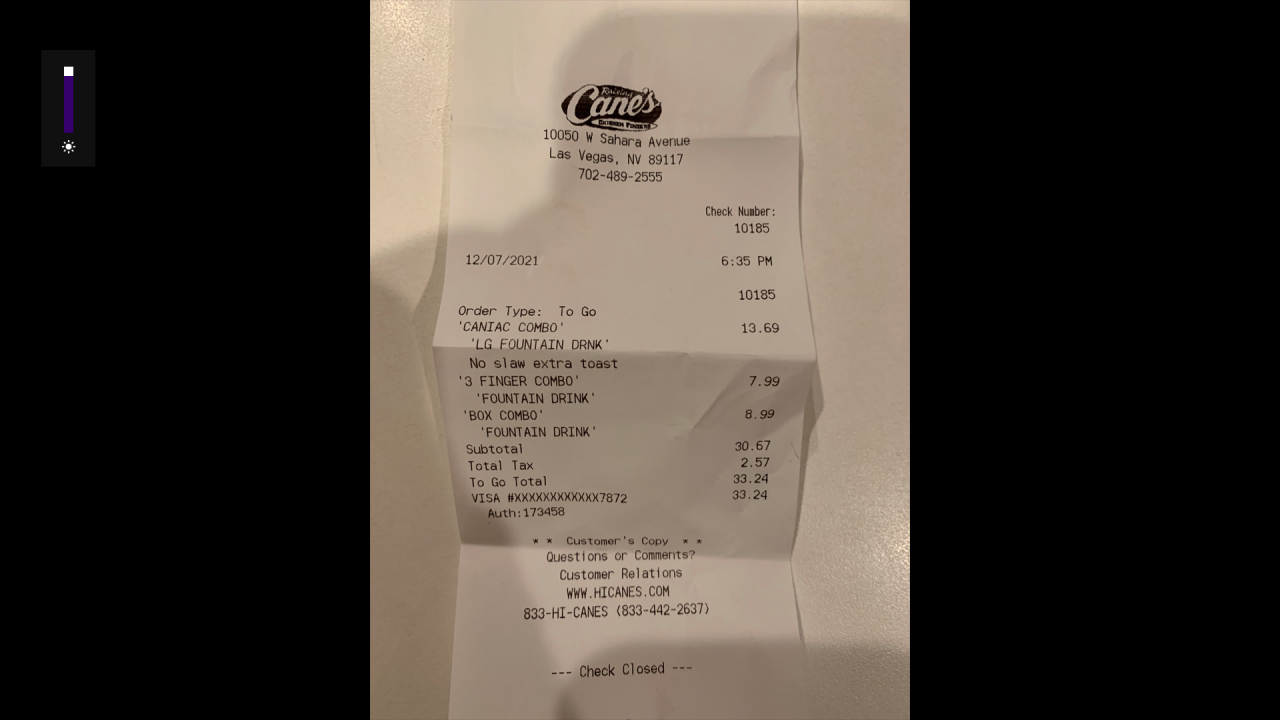 Raising
Cane's
CHICKEN FINGERS
10050 W Sahara Avenue
Las Vegas, NV 89117
702-489-2555
Check Number:
10185
12/07/2021 6:35 PM
10185
Order Type: To Go
'CANIAC COMBO' 13.69
'LG FOUNTAIN DRNK'
No slaw extra toast
'3 FINGER COMBO' 7.99
'FOUNTAIN DRINK'
'BOX COMBO' 8.99
'FOUNTAIN DRINK'
Subtotal 30.67
Total Tax 2.57
To Go Total 33.24
VISA #XXXXXXXXXXXX7872 33.24
Auth:173458
* * Customer's Copy * *
Questions or Comments?
Customer Relations
WWW.HICANES.COM
833-HI-CANES (833-442-2637)
--- Check Closed ---